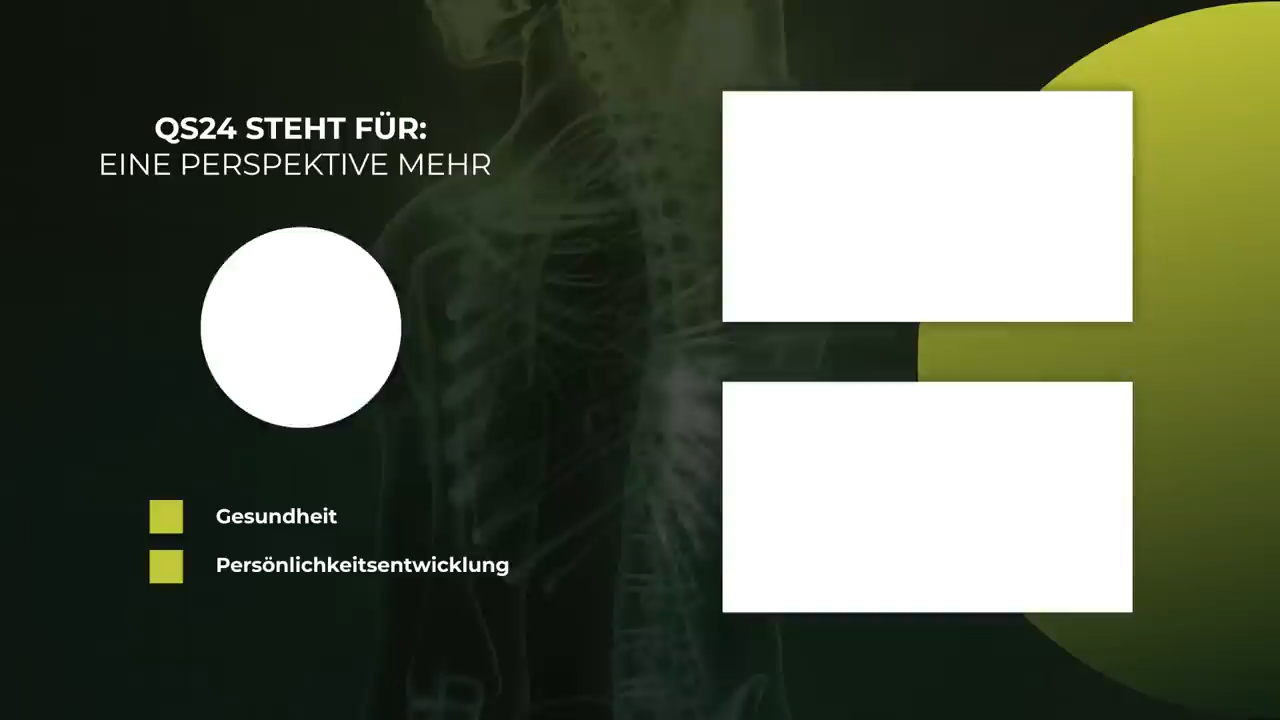 QS24 STEHT FÜR:
EINE PERSPEKTIVE MEHR
Gesundheit
Persönlichkeitsentwicklung